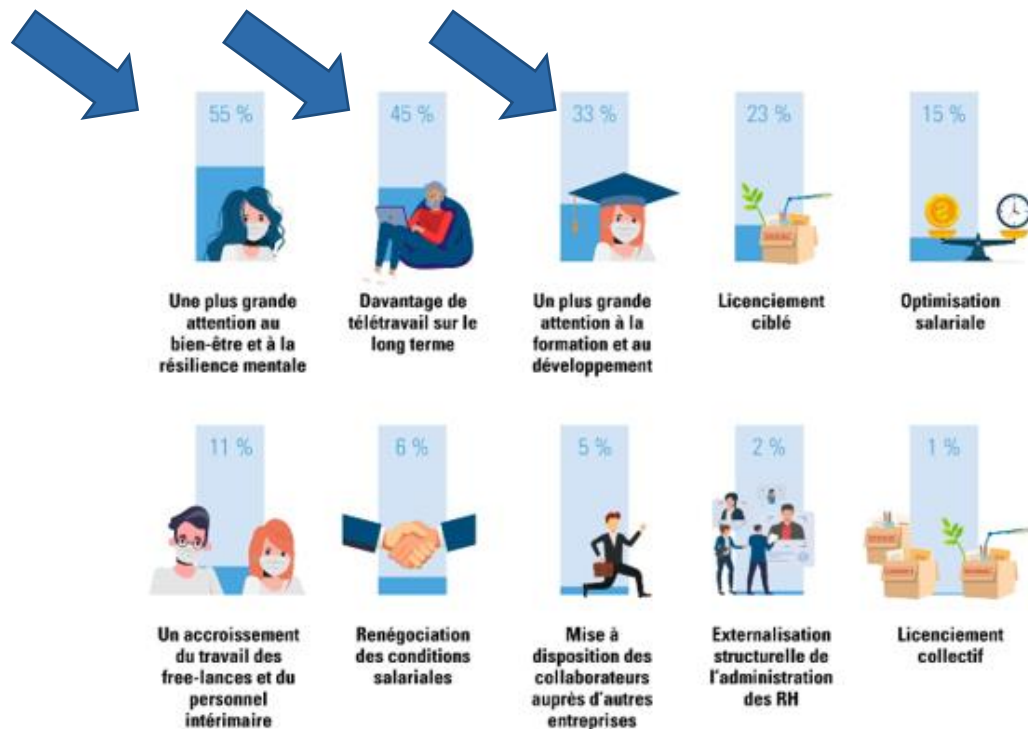 55 %
45 %
33 %
23 %
15 %
Une plus grande
attention au
bien-être et à la
résilience mentale
Davantage de
télétravail sur le
long terme
Un plus grande
attention à la
formation et au
développement
Licenciement
ciblé
Optimisation
salariale
11 %
6 %
5 %
2 %
1 %
Un accroissement
du travail des
free-lances et du
personnel
intérimaire
Renégociation
des conditions
salariales
Mise à
disposition des
collaborateurs
auprès d'autres
entreprises
Externalisation
structurelle de
l'administration
des RH
Licenciement
collectif